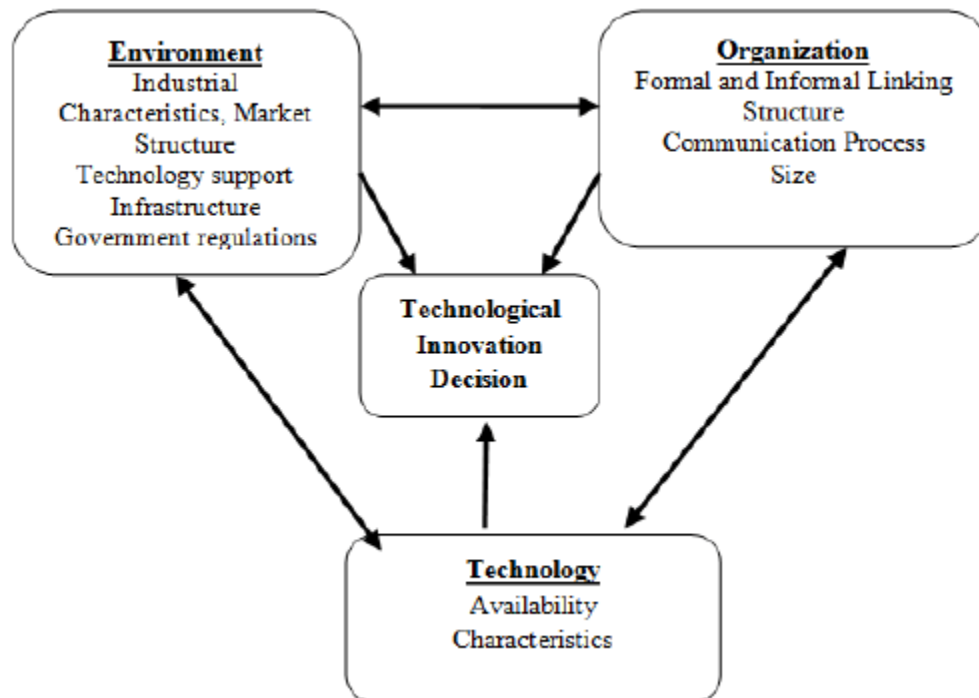 Environment
Industrial
Characteristics, Market
Structure
Technology support
Infrastructure
Government regulations
Organization
Formal and Informal Linking
Structure
Communication Process
Size
Technological
Innovation
Decision
Technology
Availability
Characteristics